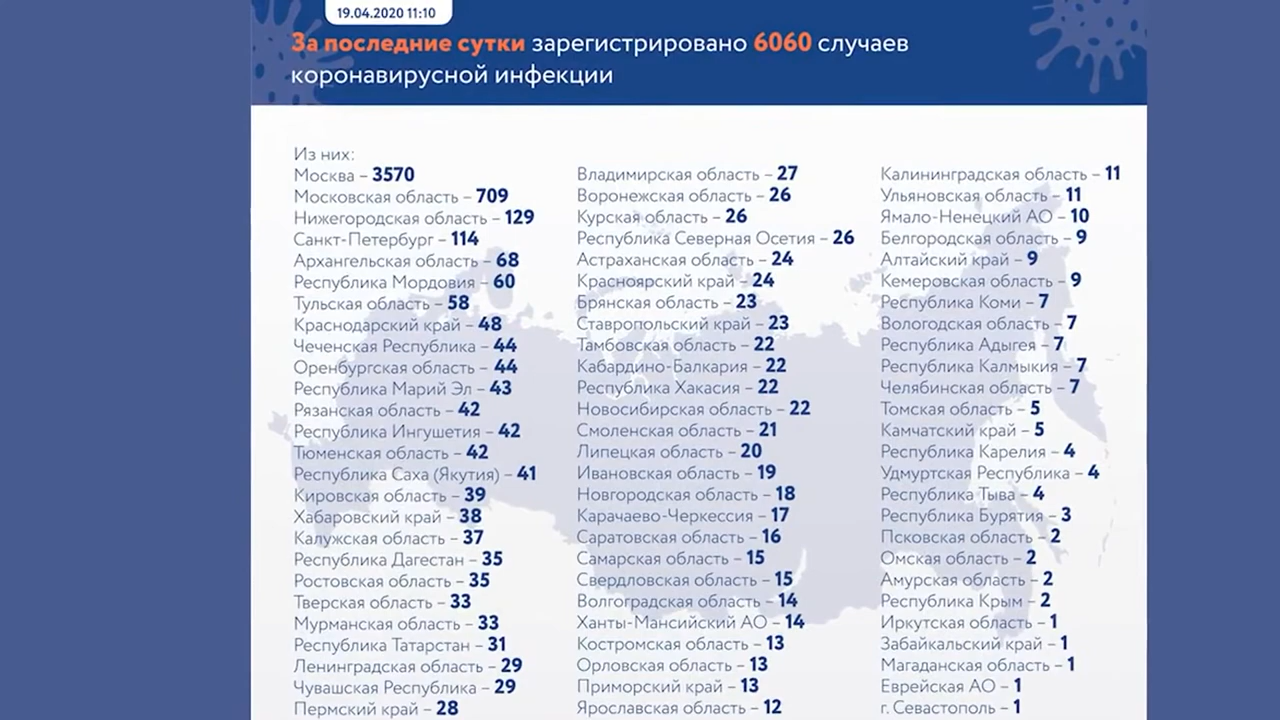 19.04.2020 11:10
За последние сутки зарегистрировано 6060 случаев
коронавирусной инфекции
Из них:
Москва – 3570
Московская область – 709
Нижегородская область – 129
Санкт-Петербург – 114
Архангельская область – 68
Республика Мордовия – 60
Тульская область – 58
Краснодарский край – 48
Чеченская Республика – 44
Оренбургская область – 44
Республика Марий Эл – 43
Рязанская область – 42
Республика Ингушетия – 42
Тюменская область – 42
Республика Саха (Якутия) – 41
Кировская область – 39
Хабаровский край – 38
Калужская область – 37
Республика Дагестан – 35
Ростовская область – 35
Тверская область – 33
Мурманская область – 33
Республика Татарстан – 31
Ленинградская область – 29
Чувашская Республика – 29
Пермский край – 28
Владимирская область – 27
Воронежская область – 26
Курская область – 26
Республика Северная Осетия – 26
Астраханская область – 24
Красноярский край – 24
Брянская область – 23
Ставропольский край – 23
Тамбовская область – 22
Кабардино-Балкария – 22
Республика Хакасия – 22
Новосибирская область – 22
Смоленская область – 21
Липецкая область – 20
Ивановская область – 19
Новгородская область – 18
Карачаево-Черкессия – 17
Саратовская область – 16
Самарская область – 15
Свердловская область – 15
Волгоградская область – 14
Ханты-Мансийский АО – 14
Костромская область – 13
Орловская область – 13
Приморский край – 13
Ярославская область – 12
Калининградская область – 11
Ульяновская область – 11
Ямало-Ненецкий АО – 10
Белгородская область – 9
Алтайский край – 9
Кемеровская область – 9
Республика Коми – 7
Вологодская область – 7
Республика Адыгея – 7
Республика Калмыкия – 7
Челябинская область – 7
Томская область – 5
Камчатский край – 5
Республика Карелия – 4
Удмуртская Республика – 4
Республика Тыва – 4
Республика Бурятия – 3
Псковская область – 2
Омская область – 2
Амурская область – 2
Республика Крым – 2
Иркутская область – 1
Забайкальский край – 1
Магаданская область – 1
Еврейская АО – 1
г. Севастополь – 1